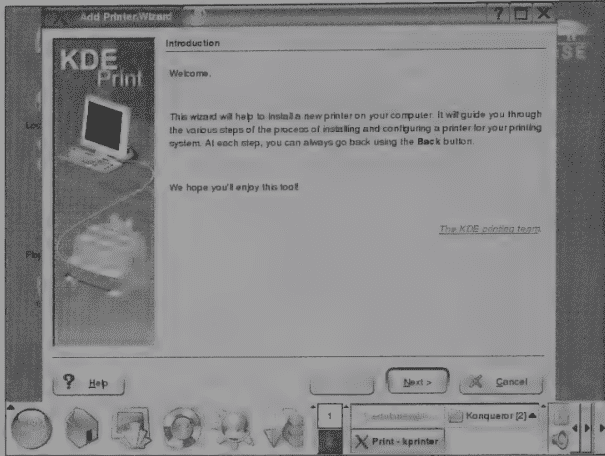 Add Printer Wizard
?
KDE
Print
Introduction
Welcome.
This wizard will help to install a new printer on your computer. It will guide you through
the various steps of the process of installing and configuring a printer for your printing
system. At each step, you can always go back using the Back button.
We hope you'll enjoy this tool!
The KDE printing team.
? Help
Next >
Cancel
SE
1
Konqueror [2]
Print - kprinter